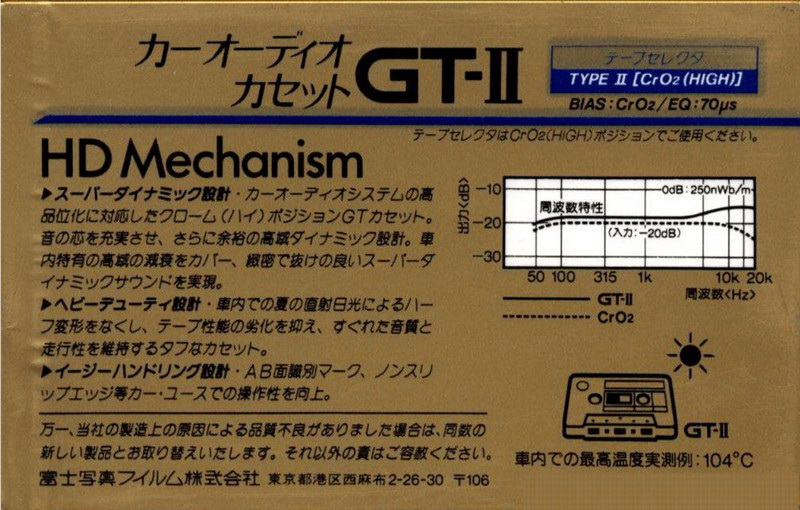 カーオーディオ
カセット GT-II
テープセレクタ
TYPE II [CrO2(HIGH)]
BIAS:CrO2/EQ:70μs
テープセレクタはCrO2(HIGH)ポジションでご使用ください。
HD Mechanism
▶スーパーダイナミック設計・カーオーディオシステムの高
品位化に対応したクローム(ハイ)ポジションGTカセット。
音の芯を充実させ、さらに余裕の高域ダイナミック設計。車
内特有の高域の減衰をカバー、緻密で抜けの良いスーパーダ
イナミックサウンドを実現。
▶ヘビーデューティ設計・車内での夏の直射日光によるハー
フ変形をなくし、テープ性能の劣化を抑え、すぐれた音質と
走行性を維持するタフなカセット。
▶イージーハンドリング設計・AB面識別マーク、ノンスリ
ップエッジ等カー・ユースでの操作性を向上。
万一、当社の製造上の原因による品質不良がありました場合は、同数の
新しい製品とお取り替えいたします。それ以外の責はご容赦ください。
富士写真フイルム株式会社 東京都港区西麻布2-26-30 〒106
出力<dB>
-10
-20
-30
0dB:250nWb/m
周波数特性
(入力:-20dB)
50 100 315 1k 10k 20k
周波数<Hz>
GT-II
CrO2
GT-II
車内での最高温度実測例:104°C